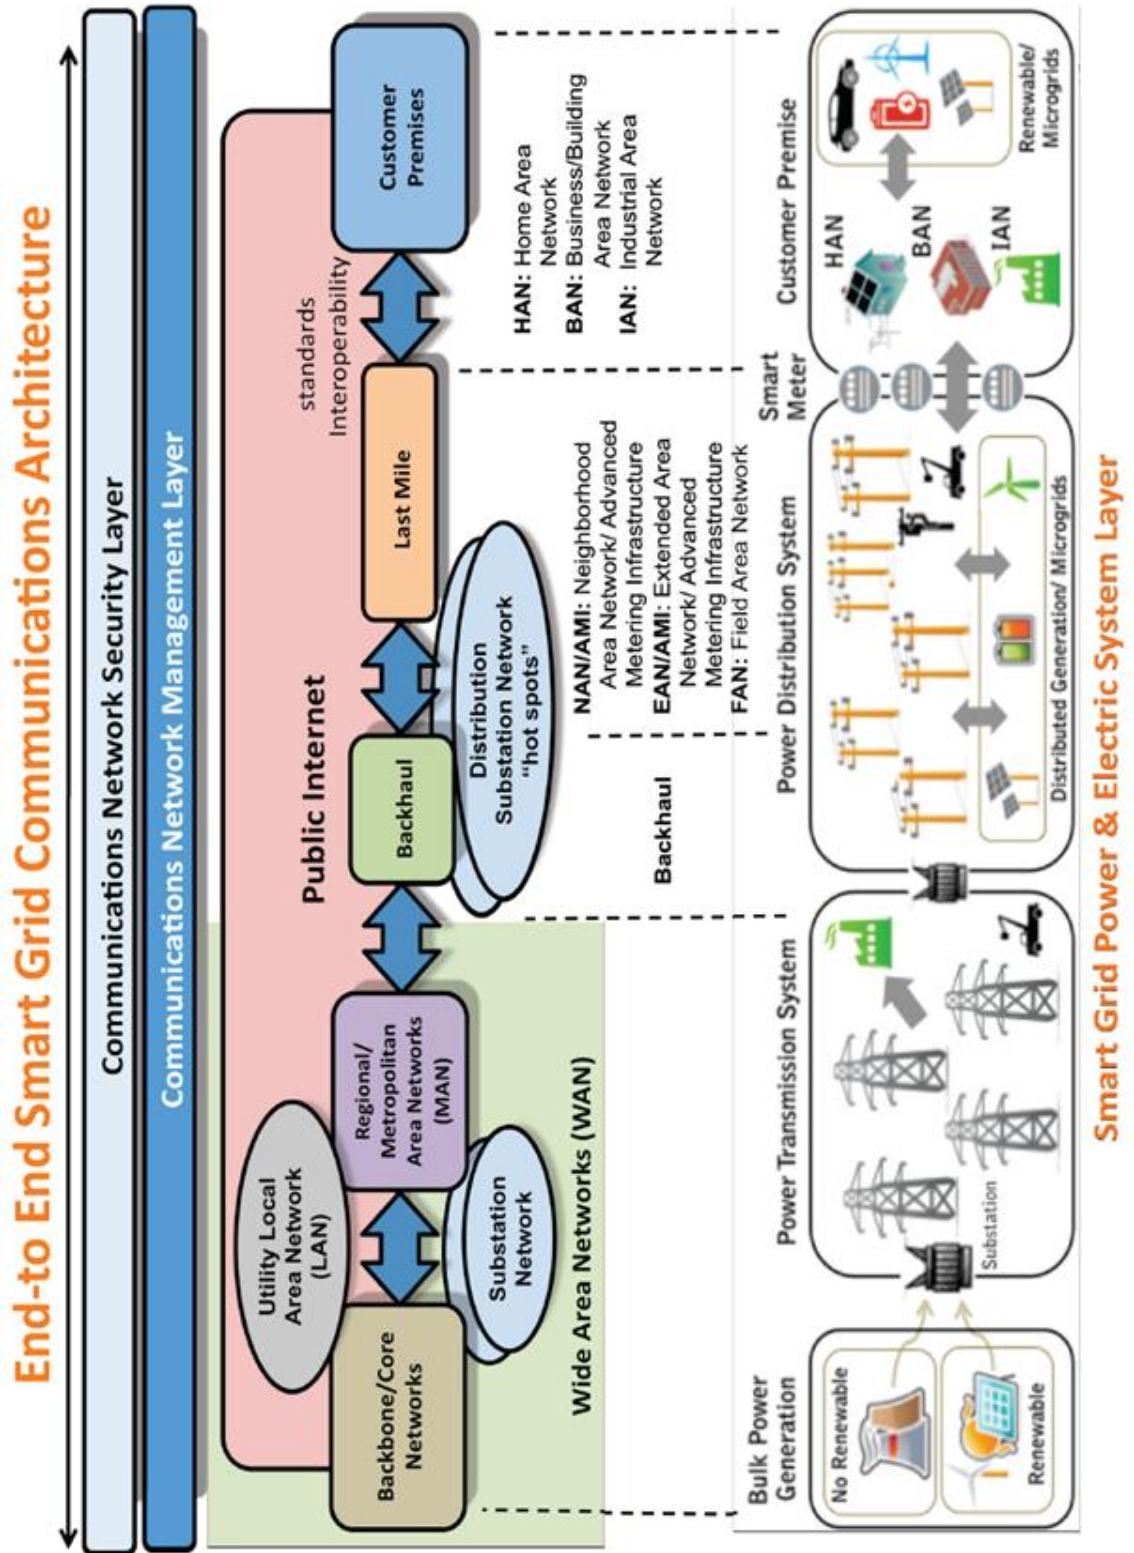 End-to End Smart Grid Communications Architecture
Communications Network Security Layer
Communications Network Management Layer
Public Internet
Utility Local
Area Network
(LAN)
standards
Interoperability
Backbone/Core
Networks
Regional/
Metropolitan
Area Networks
(MAN)
Backhaul
Last Mile
Customer
Premises
Substation
Network
Distribution
Substation Network
“hot spots”
Wide Area Networks (WAN)
Backhaul
NAN/AMI: Neighborhood
Area Network/ Advanced
Metering Infrastructure
EAN/AMI: Extended Area
Network/ Advanced
Metering Infrastructure
FAN: Field Area Network
HAN: Home Area
Network
BAN: Business/Building
Area Network
IAN: Industrial Area
Network
Bulk Power
Generation
Power Transmission System
Power Distribution System
Smart
Meter
Customer Premise
No Renewable
Renewable
Substation
Distributed Generation/ Microgrids
HAN
BAN
IAN
Renewable/
Microgrids
Smart Grid Power & Electric System Layer